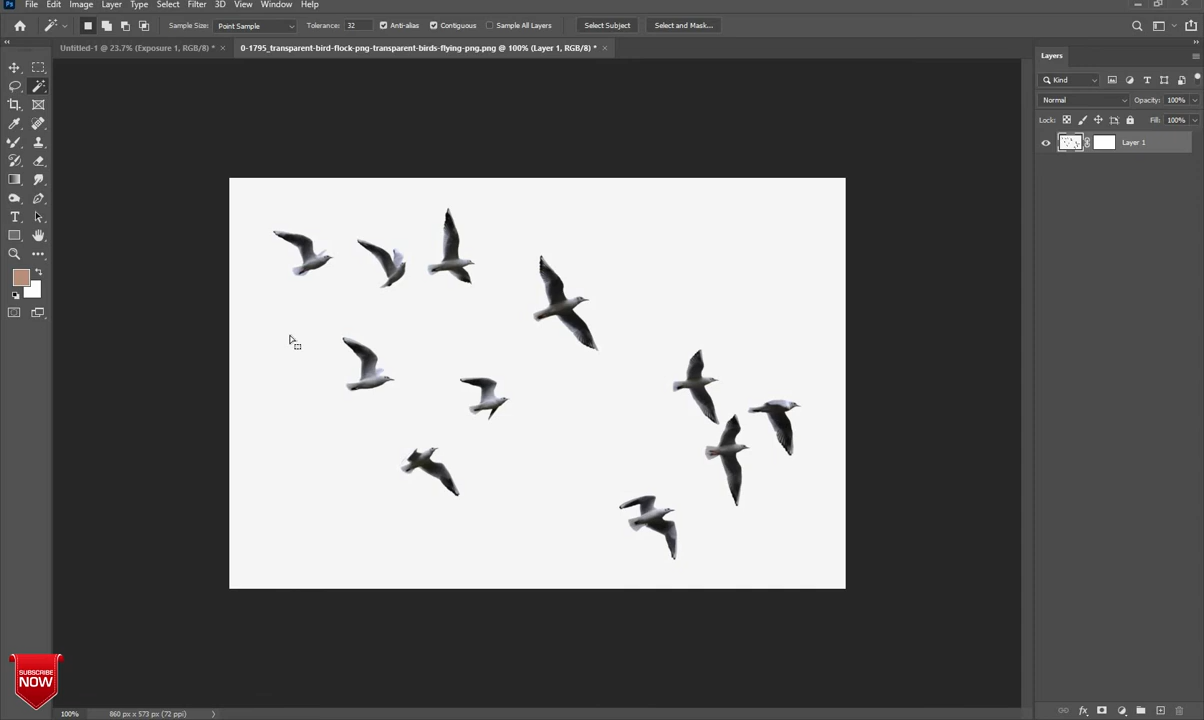 File Edit Image Layer Type Select Filter 3D View Window Help
Sample Size: Point Sample Tolerance: 32 Anti-alias Contiguous Sample All Layers Select Subject Select and Mask...
Untitled-1 @ 23.7% (Exposure 1, RGB/8) * × 0-1795_transparent-bird-flock-png-transparent-birds-flying-png.png @ 100% (Layer 1, RGB/8) * ×
Layers
Kind
Normal Opacity: 100%
Lock: Fill: 100%
Layer 1
SUBSCRIBE
NOW
100% 860 px x 573 px (72 ppi)